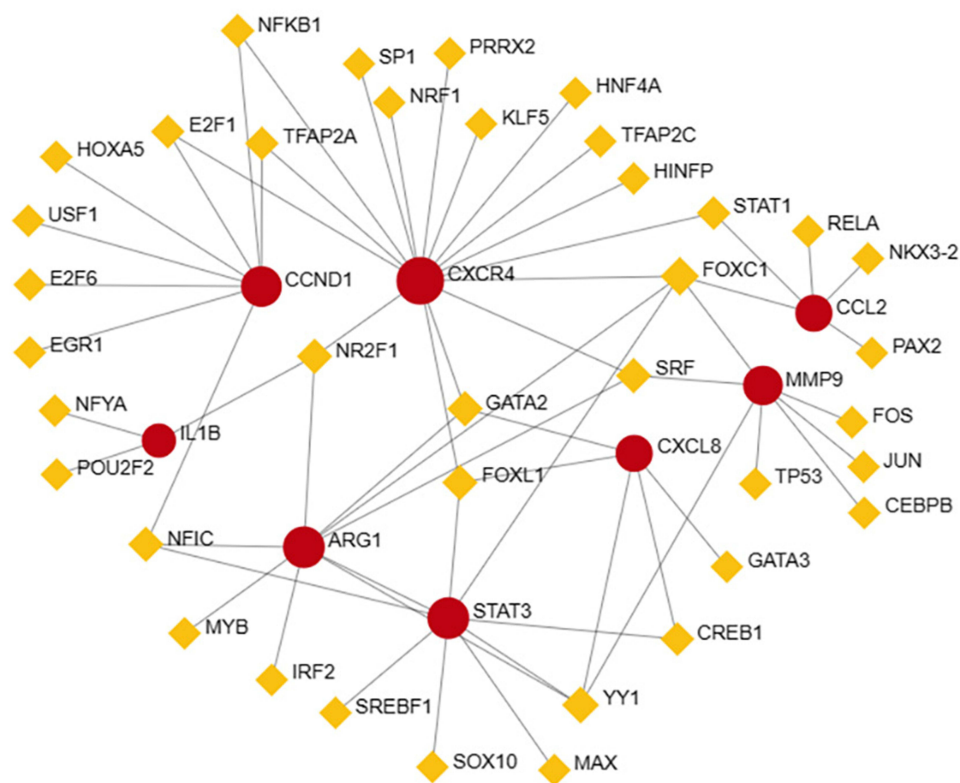 NFKB1
PRRX2
SP1
HNF4A
NRF1
KLF5
E2F1
TFAP2A
TFAP2C
HOXA5
HINFP
STAT1
USF1
RELA
NKX3-2
FOXC1
CCND1
CXCR4
E2F6
CCL2
EGR1
NR2F1
PAX2
SRF
MMP9
NFYA
GATA2
FOS
IL1B
CXCL8
POU2F2
FOXL1
TP53
JUN
CEBPB
NFIC
ARG1
GATA3
STAT3
MYB
CREB1
IRF2
YY1
SREBF1
SOX10
MAX